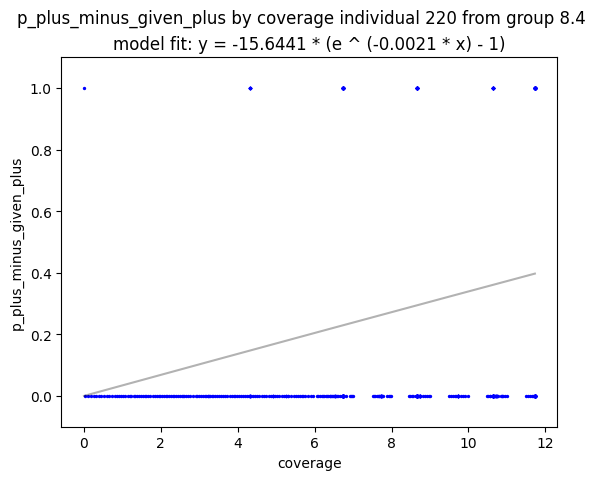 p_plus_minus_given_plus by coverage individual 220 from group 8.4
model fit: y = -15.6441 * (e ^ (-0.0021 * x) - 1)
1.0
0.8
0.6
0.4
0.2
0.0
p_plus_minus_given_plus
0 2 4 6 8 10 12
coverage